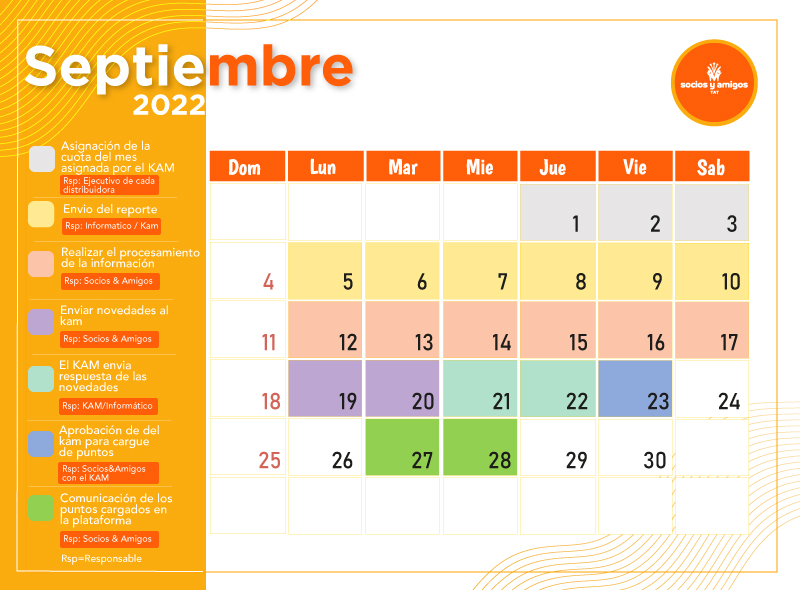 Septiembre
2022
socios y amigos
TAT
Asignación de la
cuota del mes
asignada por el KAM
Rsp: Ejecutivo de cada
distribuidora
Envio del reporte
Rsp: Informatico / Kam
Realizar el procesamiento
de la información
Rsp: Socios & Amigos
Enviar novedades al
kam
Rsp: Socios & Amigos
El KAM envia
respuesta de las
novedades
Rsp: KAM/Informático
Aprobación de del
kam para cargue
de puntos
Rsp: Socios&Amigos
con el KAM
Comunicación de los
puntos cargados en
la plataforma
Rsp: Socios & Amigos
Rsp=Responsable
Dom Lun Mar Mie Jue Vie Sab
1 2 3
4 5 6 7 8 9 10
11 12 13 14 15 16 17
18 19 20 21 22 23 24
25 26 27 28 29 30